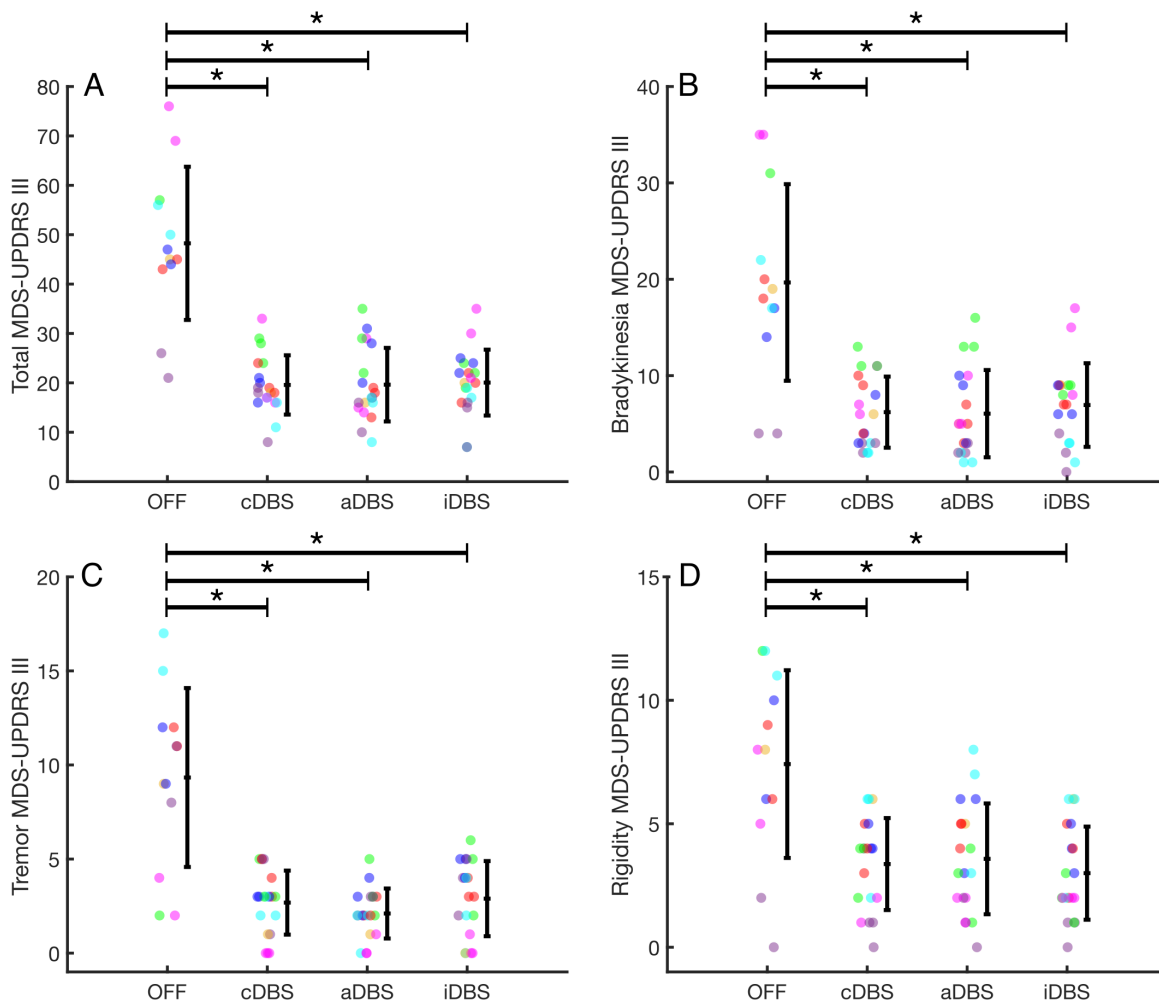 *
*
*
A
Total MDS-UPDRS III
80
70
60
50
40
30
20
10
0
OFF cDBS aDBS iDBS
*
*
*
B
Bradykinesia MDS-UPDRS III
40
30
20
10
0
OFF cDBS aDBS iDBS
*
*
*
C
Tremor MDS-UPDRS III
20
15
10
5
0
OFF cDBS aDBS iDBS
*
*
*
D
Rigidity MDS-UPDRS III
15
10
5
0
OFF cDBS aDBS iDBS